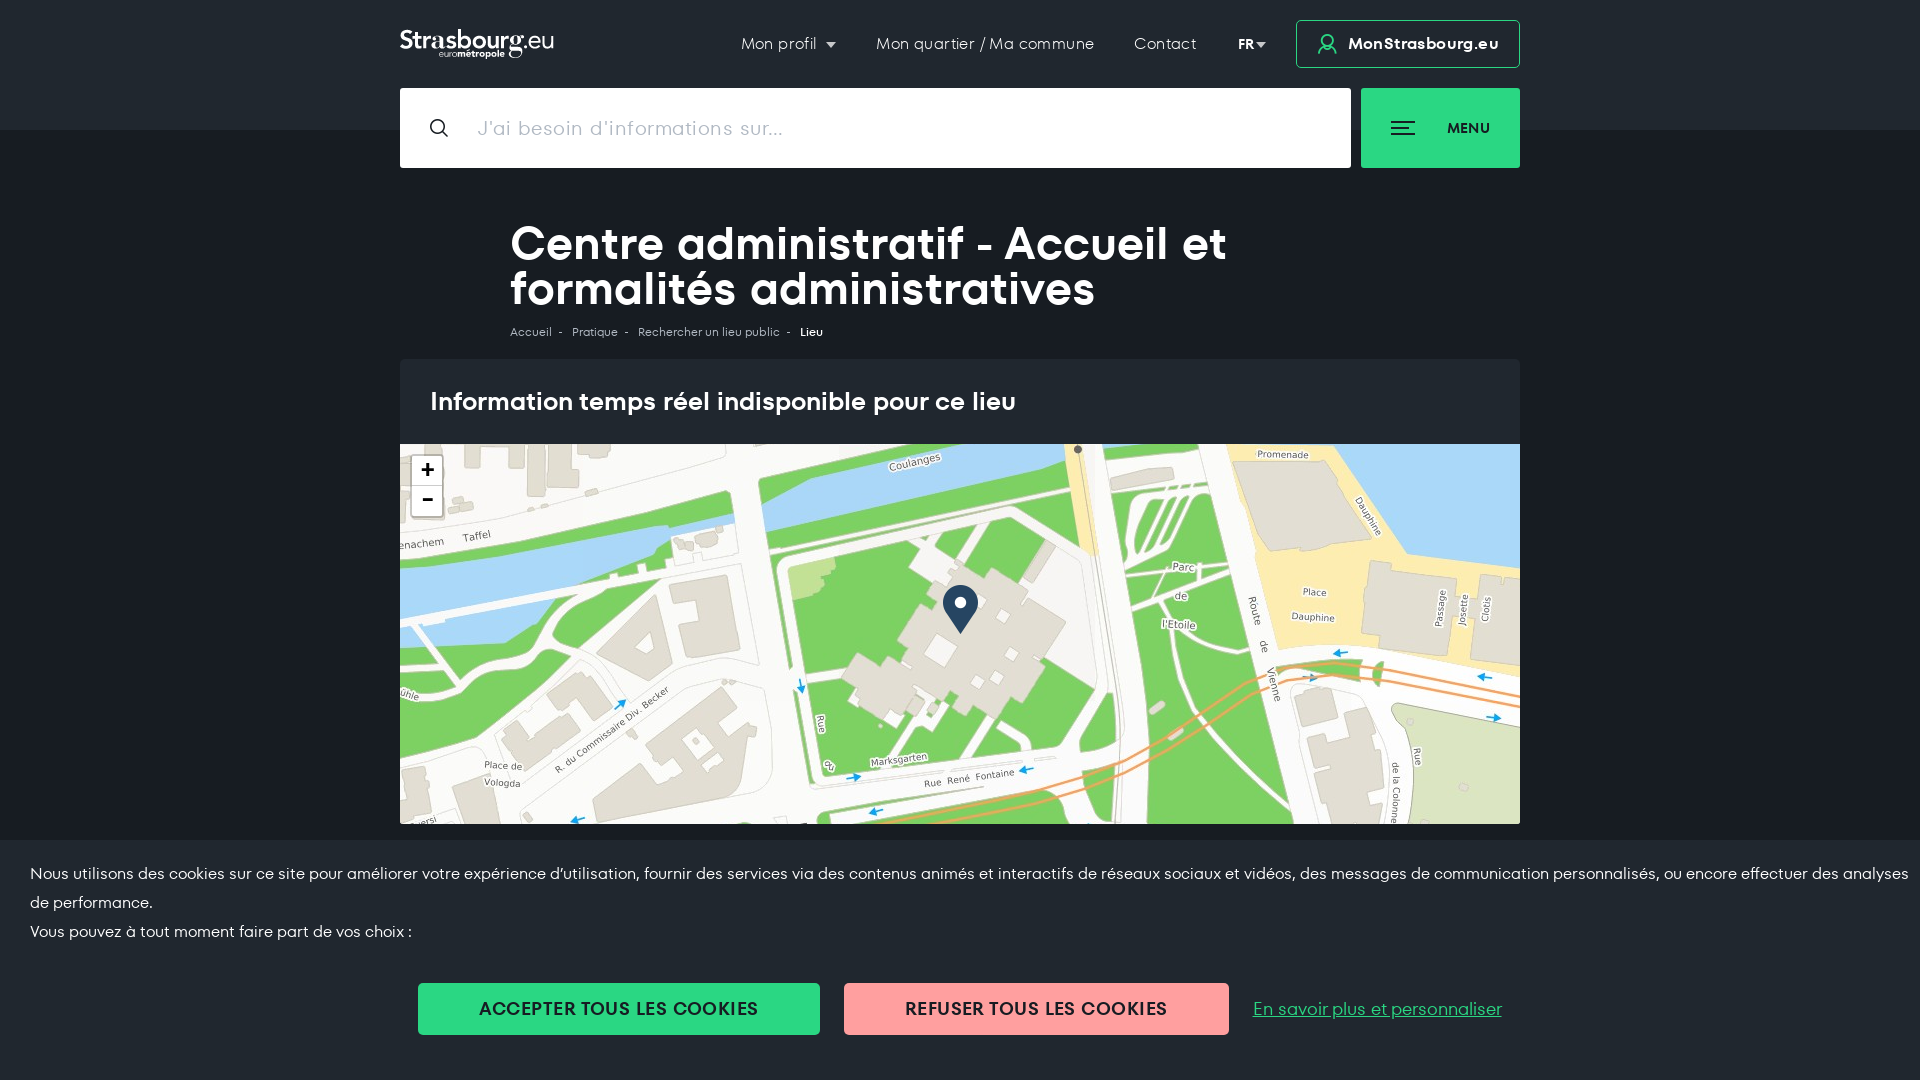 Strasbourg.eu
eurométropole
Mon profil
Mon quartier / Ma commune
Contact
FR
MonStrasbourg.eu
J'ai besoin d'informations sur...
MENU
Centre administratif - Accueil et
formalités administratives
Accueil - Pratique - Rechercher un lieu public - Lieu
Information temps réel indisponible pour ce lieu
+
-
Coulanges
Promenade
Dauphine
enachem Taffel
Parc
de
l'Etoile
Place
Dauphine
Passage
Josette
Clotis
Route de Vienne
ühle
R. du Commissaire Div. Becker
Rue du
Marksgarten
Rue René Fontaine
Place de
Vologda
Rue
de la Colonne
Nous utilisons des cookies sur ce site pour améliorer votre expérience d'utilisation, fournir des services via des contenus animés et interactifs de réseaux sociaux et vidéos, des messages de communication personnalisés, ou encore effectuer des analyses
de performance.
Vous pouvez à tout moment faire part de vos choix :
ACCEPTER TOUS LES COOKIES
REFUSER TOUS LES COOKIES
En savoir plus et personnaliser